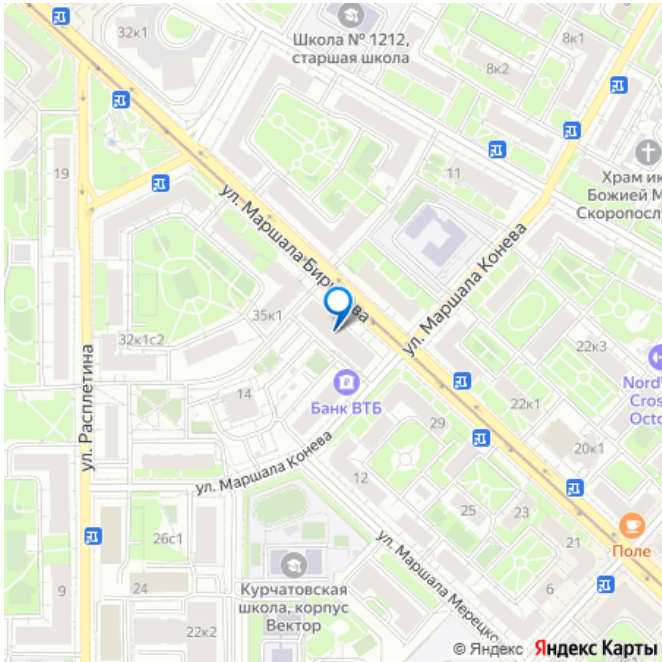 32к1
Школа № 1212,
старшая школа
8к1
8к2
19
11
Храм ик
Божией М
Скоропосл
ул. Маршала Бирюзова
ул. Маршала Конева
35к1
32к1с2
ул. Расплетина
22к3
14
Банк ВТБ
Nord
Cros
Octo
22к1
29
20к1
ул. Маршала Конева
12
25
23
21
Поле
26с1
ул. Маршала Мерецко
9
24
Курчатовская
школа, корпус
Вектор
6
22к2
© Яндекс Яндекс Карты